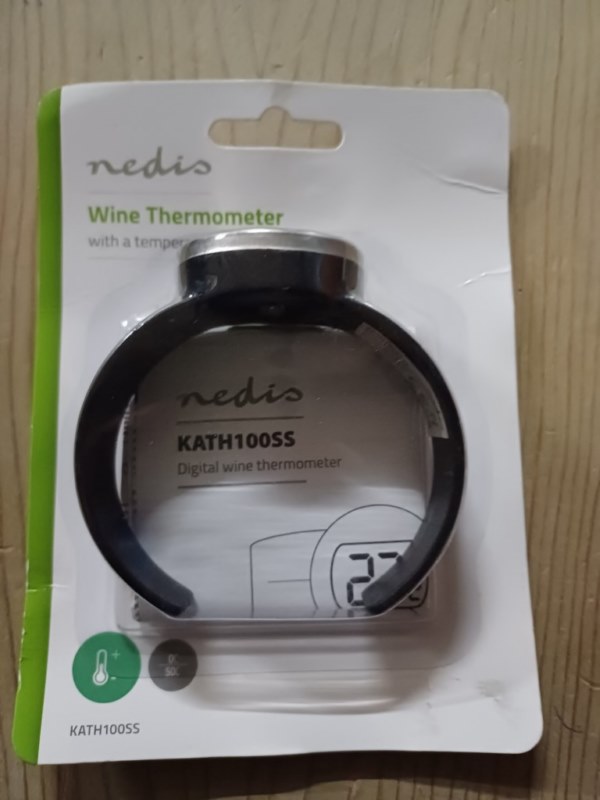 nedis
Wine Thermometer
with a temper
nedis
KATH100SS
Digital wine thermometer
KATH100SS